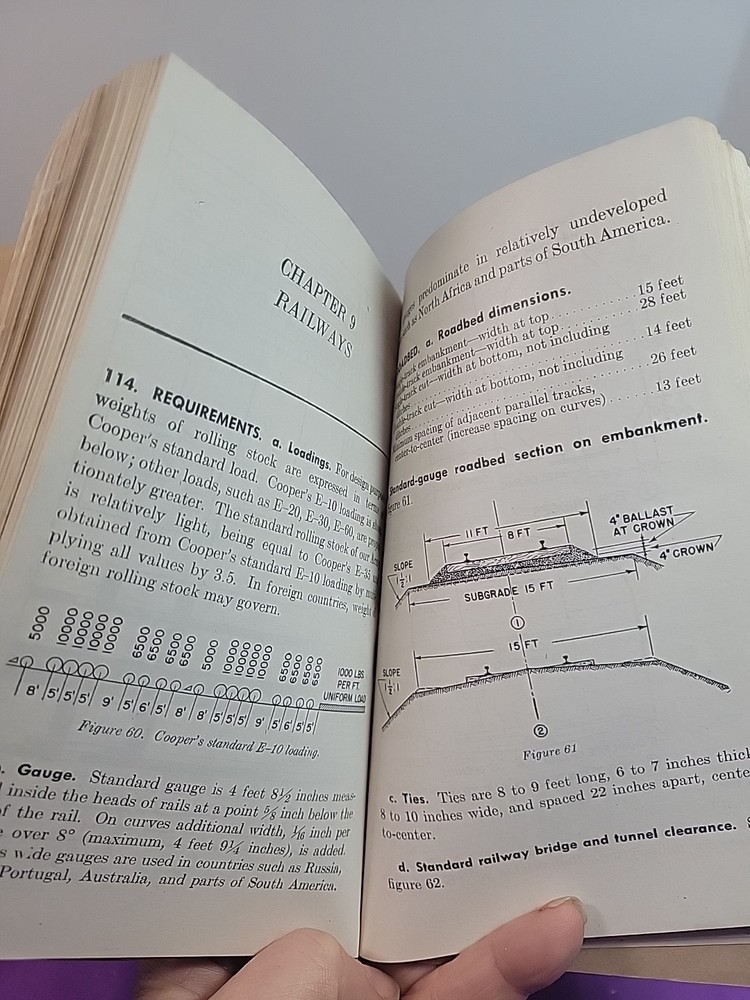 CHAPTER 9
RAILWAYS
114. REQUIREMENTS. a. Loadings. For design
weights of rolling stock are expressed in
Cooper's standard load. Cooper's E-10 loading is
below; other loads, such as E-20, E-30, E-60, are
tionately greater. The standard rolling stock of our
is relatively light, being equal to Cooper's E-35
obtained from Cooper's standard E-10 loading by
plying all values by 3.5. In foreign countries, weight
foreign rolling stock may govern.
5000 10000 10000 10000 10000 6500 6500 6500 6500 5000 10000 10000 10000 10000 6500 6500 6500 6500 1000 LBS. PER FT. UNIFORM LOAD
8' 5' 5' 5' 9' 5' 6' 5' 8' 8' 5' 5' 5' 9' 5' 6' 5' 5'
Figure 60. Cooper's standard E-10 loading.
. Gauge. Standard gauge is 4 feet 8½ inches meas-
inside the heads of rails at a point ⅝ inch below the
of the rail. On curves additional width, 1/16 inch per
over 8° (maximum, 4 feet 9¼ inches), is added.
wide gauges are used in countries such as Russia,
Portugal, Australia, and parts of South America.
predominate in relatively undeveloped
as North Africa and parts of South America.
a. Roadbed dimensions.
embankment—width at top.......... 15 feet
embankment—width at top.......... 28 feet
cut—width at bottom, not including
.......... 14 feet
cut—width at bottom, not including
.......... 26 feet
spacing of adjacent parallel tracks,
center-to-center (increase spacing on curves)....... 13 feet
Standard-gauge roadbed section on embankment.
figure 61.
11 FT
8 FT
4" BALLAST
AT CROWN
4" CROWN
SLOPE
1½:1
SUBGRADE 15 FT
①
15 FT
SLOPE
1½:1
②
Figure 61
c. Ties. Ties are 8 to 9 feet long, 6 to 7 inches thick
8 to 10 inches wide, and spaced 22 inches apart, cente
to-center.
d. Standard railway bridge and tunnel clearance. S
figure 62.